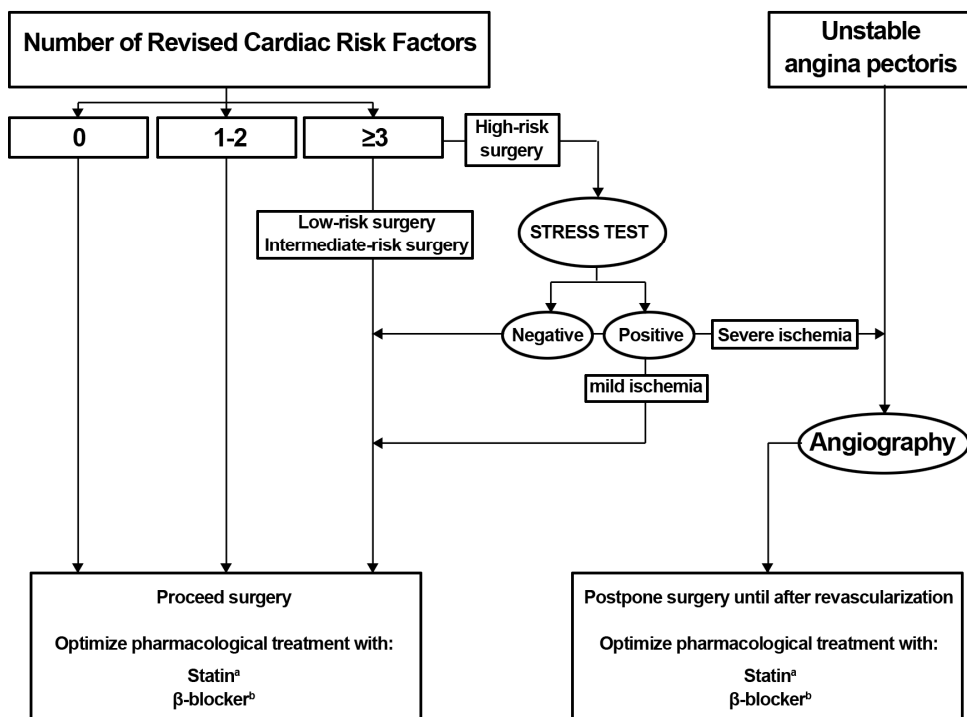 Number of Revised Cardiac Risk Factors
Unstable
angina pectoris
0
1-2
≥3
High-risk
surgery
Low-risk surgery
Intermediate-risk surgery
STRESS TEST
Negative
Positive
Severe ischemia
mild ischemia
Angiography
Proceed surgery
Optimize pharmacological treatment with:
Statinᵃ
β-blockerᵇ
Postpone surgery until after revascularization
Optimize pharmacological treatment with:
Statinᵃ
β-blockerᵇ